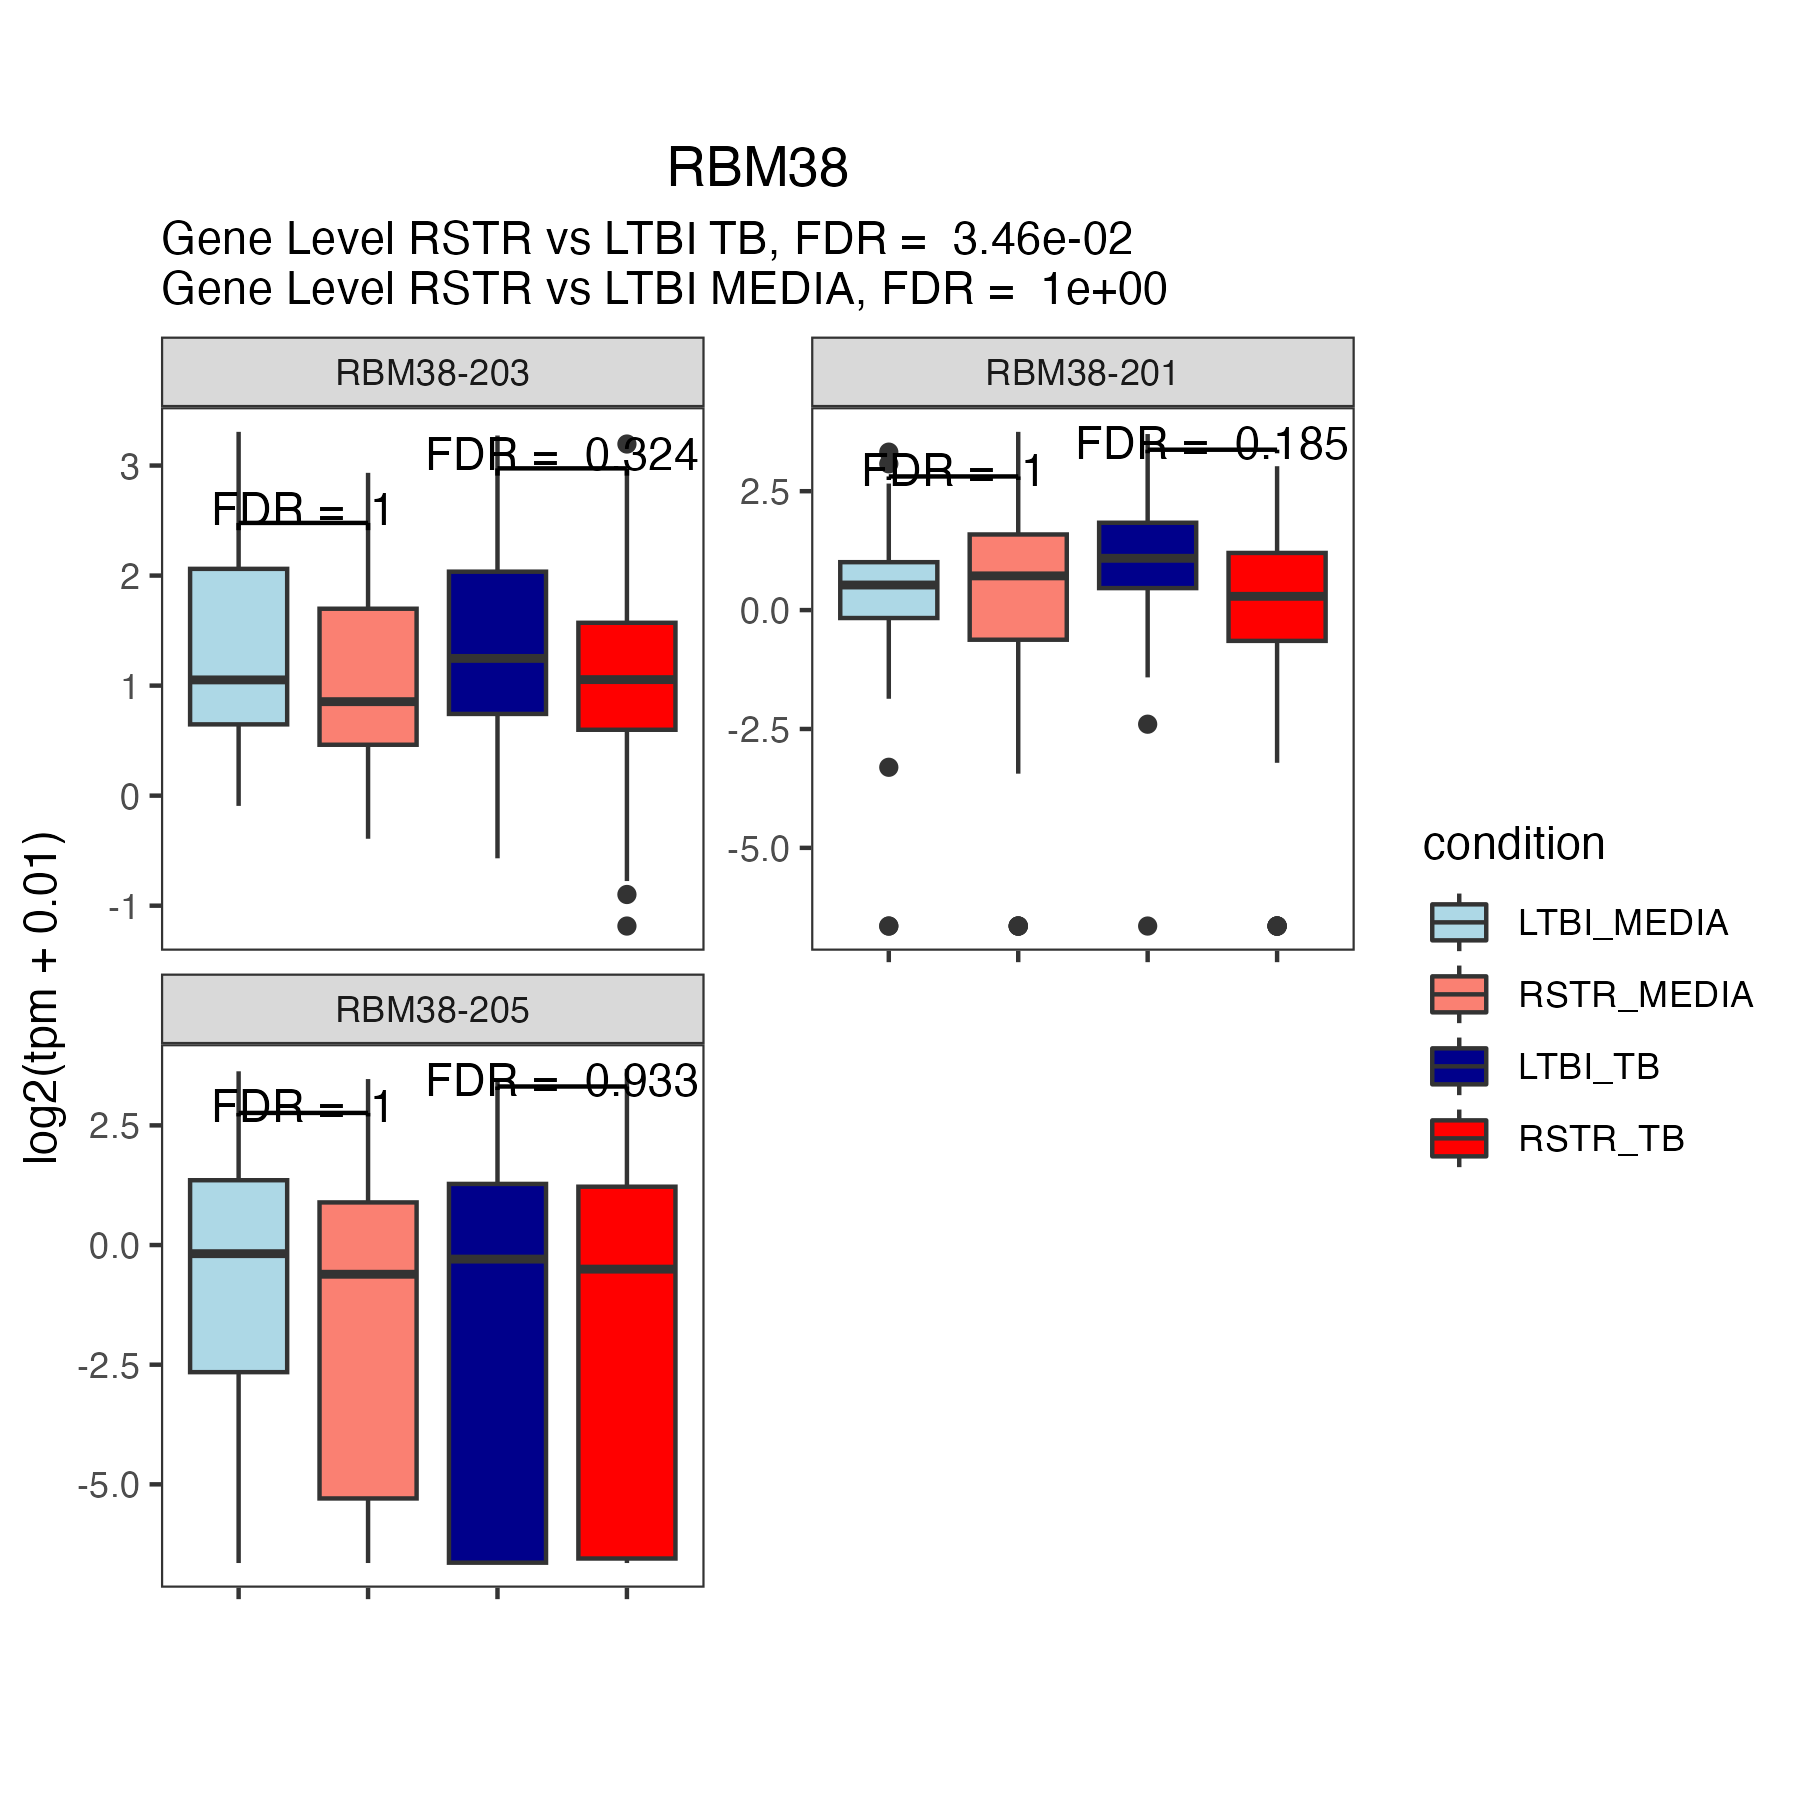 RBM38
Gene Level RSTR vs LTBI TB, FDR = 3.46e-02
Gene Level RSTR vs LTBI MEDIA, FDR = 1e+00
RBM38-203
FDR = 1
FDR = 0.324
3
2
1
0
-1
RBM38-201
FDR = 1
FDR = 0.185
2.5
0.0
-2.5
-5.0
RBM38-205
FDR = 1
FDR = 0.933
2.5
0.0
-2.5
-5.0
log2(tpm + 0.01)
condition
LTBI_MEDIA
RSTR_MEDIA
LTBI_TB
RSTR_TB